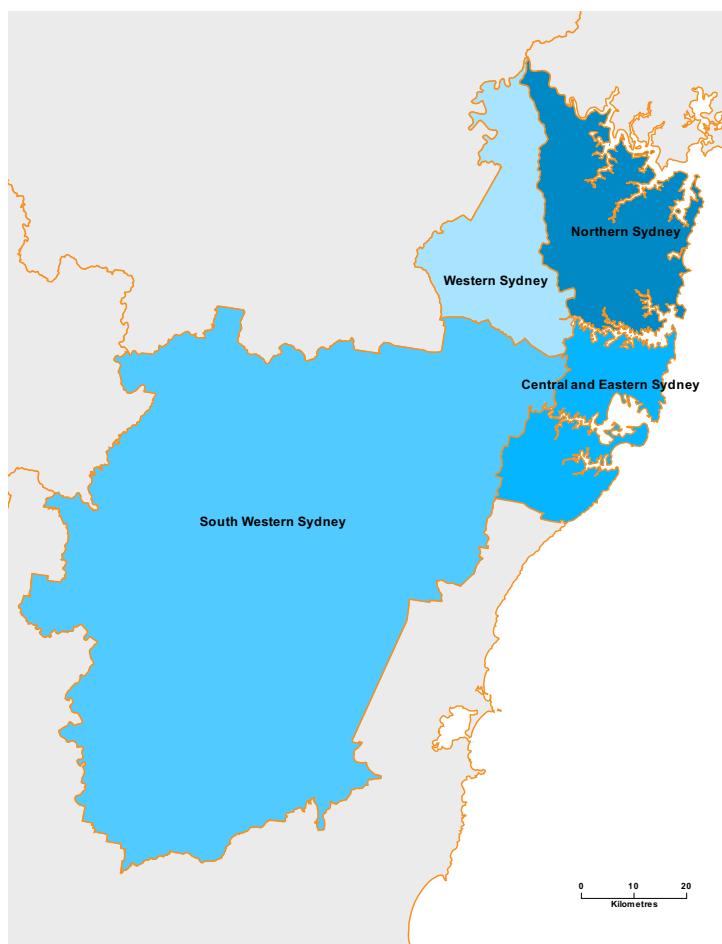 Northern Sydney
Western Sydney
Central and Eastern Sydney
South Western Sydney
0 10 20
Kilometres